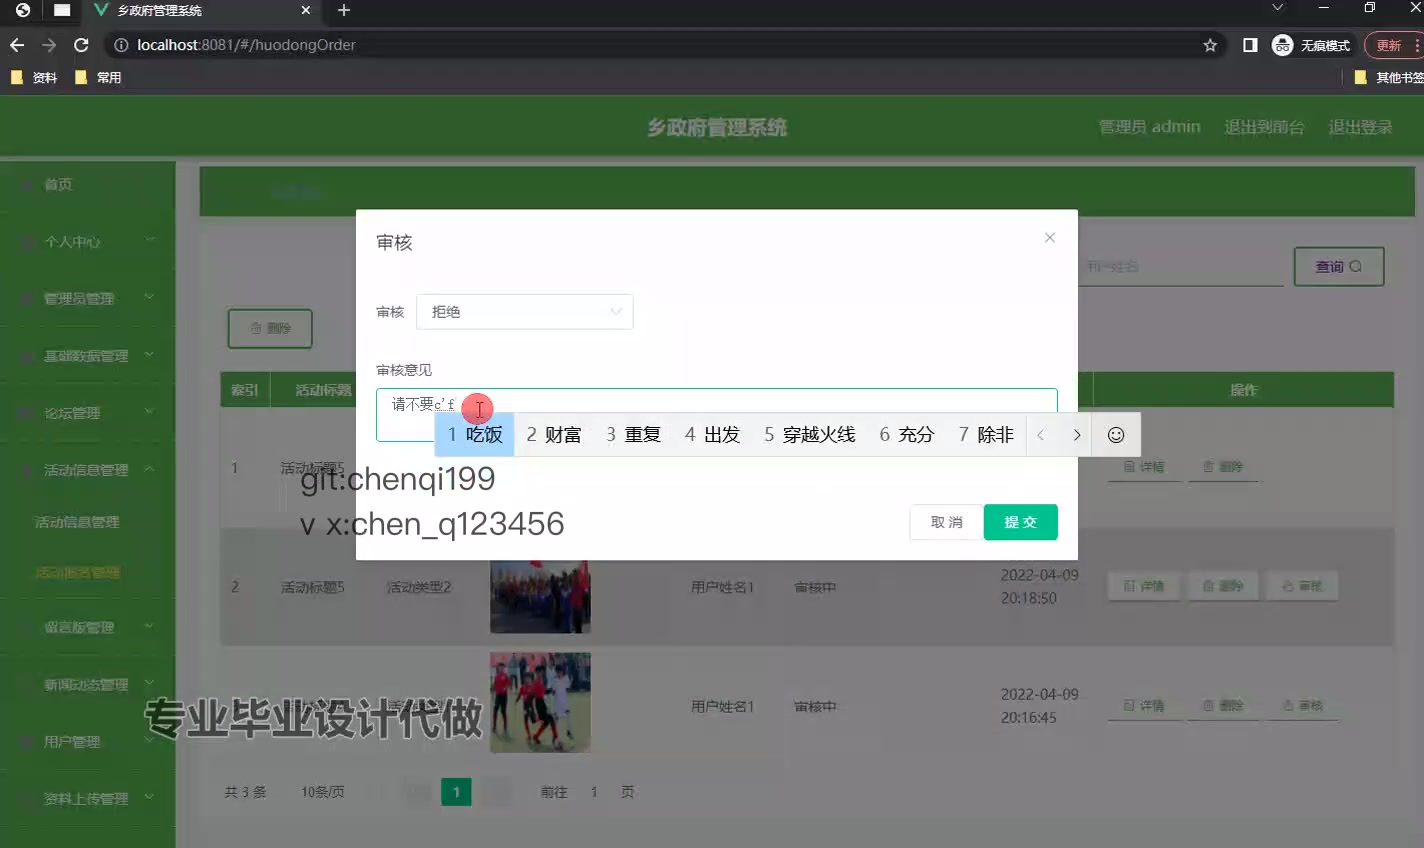 乡政府管理系统
localhost:8081/#/huodongOrder
无痕模式
更新
资料
常用
其他书签
乡政府管理系统
管理员 admin
退出到前台
退出登录
首页
个人中心
管理员管理
基础数据管理
论坛管理
活动信息管理
活动信息管理
活动报名管理
留言版管理
新闻动态管理
用户管理
资料上传管理
用户姓名
查询
删除
索引
活动标题
操作
审核
审核
拒绝
审核意见
请不要c'f
1 吃饭
2 财富
3 重复
4 出发
5 穿越火线
6 充分
7 除非
取 消
提 交
1
活动标题5
详情
删除
git:chenqi199
v x:chen_q123456
2
活动标题5
活动类型2
用户姓名1
审核中
2022-04-09
20:18:50
详情
删除
审核
用户姓名1
审核中
2022-04-09
20:16:45
详情
删除
审核
专业毕业设计代做
共 3 条
10条/页
1
前往
1
页